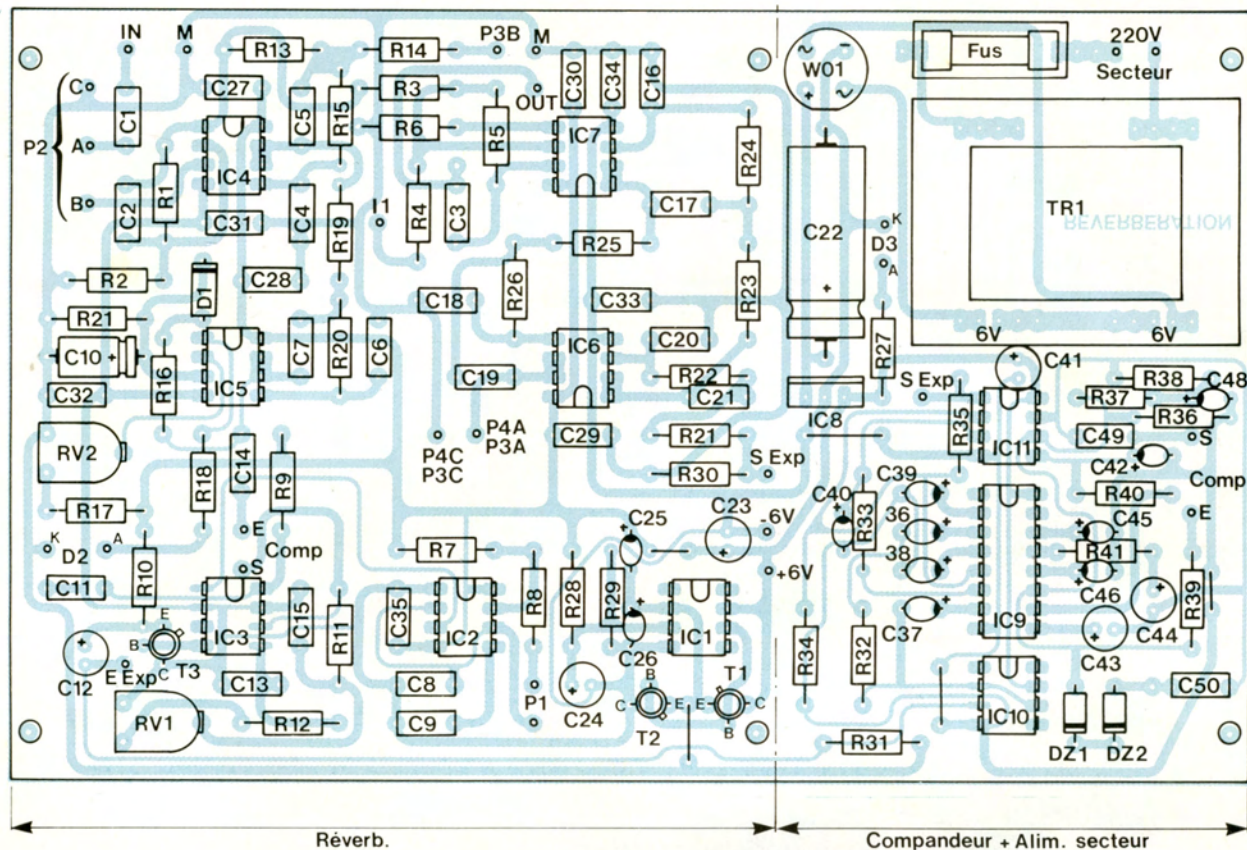 IN
M
R13
R14
P3B
M
W01
~
-
+
~
Fus
220V
Secteur
C
P2
A
B
C1
C27
C5
R15
R3
R6
R5
OUT
C30
C34
C16
R24
IC4
IC7
R1
C2
C31
C4
R19
I1
R4
C3
C17
C22
+
K
D3
A
TR1
REVERBERATION
6V
6V
R2
D1
C28
R25
R26
C18
C33
R23
R21
C10
+
C32
R16
IC5
C7
R20
C6
C19
IC6
C20
R22
C21
R27
IC8
S Exp
C41
+
R35
IC11
R38
R37
C48
+
R36
C49
S
C42
+
Comp
R40
E
RV2
R18
C14
R9
P4C
P3C
P4A
P3A
C29
R21
R30
S Exp
R17
K
D2
A
C11
R10
E
Comp
S
R7
C25
+
C23
-6V
+6V
C40
+
R33
C39
+
36
+
38
+
C37
+
IC9
C45
+
R41
+
C46
C44
+
C43
+
R39
E
B
C
T3
C12
+
E Exp
IC3
C15
R11
C35
IC2
R8
R28
R29
+
C26
IC1
R34
R32
C13
C8
C9
RV1
R12
P1
C24
+
B
C
E
T2
T1
E
C
B
IC10
C50
R31
DZ1
DZ2
Réverb.
Compandeur + Alim. secteur